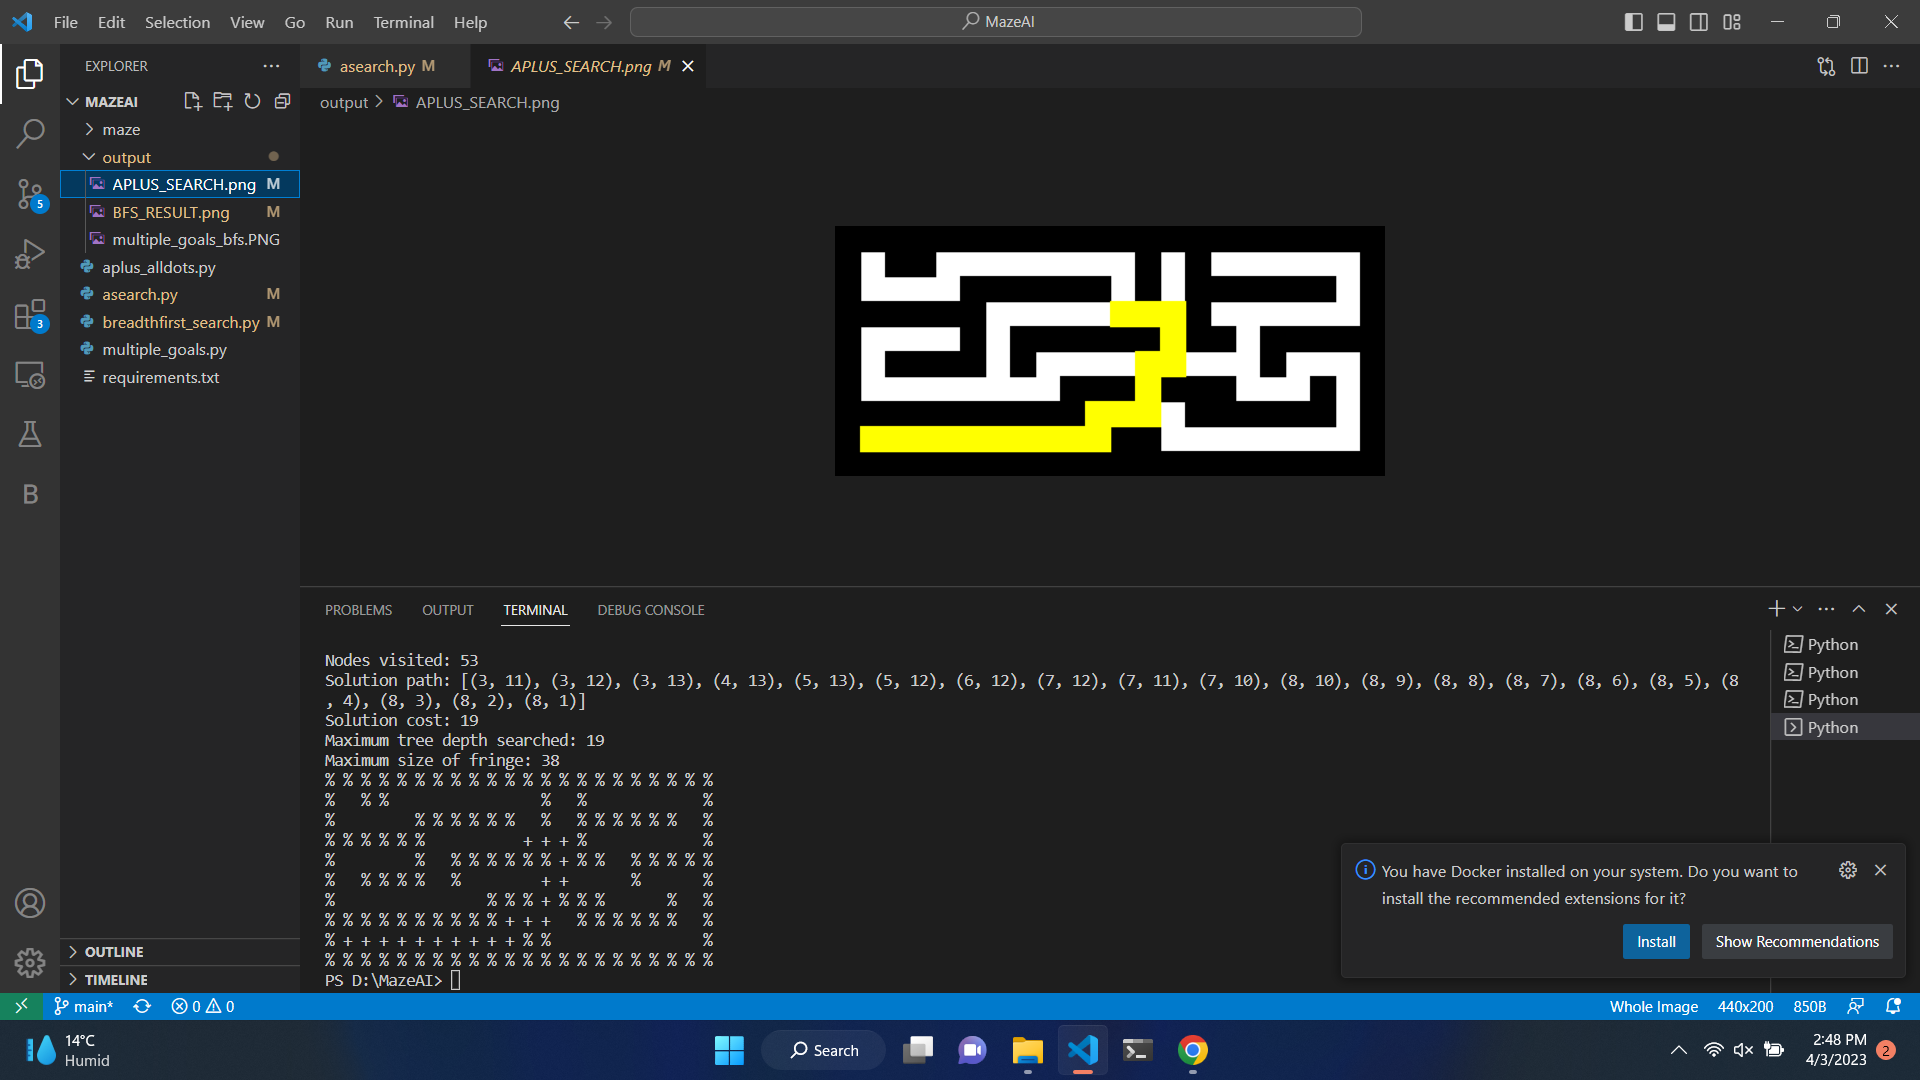 File Edit Selection View Go Run Terminal Help
MazeAI
EXPLORER
MAZEAI
maze
output
APLUS_SEARCH.png M
BFS_RESULT.png M
multiple_goals_bfs.PNG
aplus_alldots.py
asearch.py M
breadthfirst_search.py M
multiple_goals.py
requirements.txt
5
3
B
OUTLINE
TIMELINE
asearch.py M
APLUS_SEARCH.png M
output > APLUS_SEARCH.png
PROBLEMS OUTPUT TERMINAL DEBUG CONSOLE
Nodes visited: 53
Solution path: [(3, 11), (3, 12), (3, 13), (4, 13), (5, 13), (5, 12), (6, 12), (7, 12), (7, 11), (7, 10), (8, 10), (8, 9), (8, 8), (8, 7), (8, 6), (8, 5), (8
, 4), (8, 3), (8, 2), (8, 1)]
Solution cost: 19
Maximum tree depth searched: 19
Maximum size of fringe: 38
% % % % % % % % % % % % % % % % % % % % % %
%   % %                 %   %             %
%         % % % % % %   %   % % % % % %   %
% % % % % %           + + + %             %
%         %   % % % % % % + % %   % % % % %
%   % % % %   %         + +       %       %
%                 % % % + % % %       %   %
% % % % % % % % % % + + +   % % % % % %   %
% + + + + + + + + + + % %                 %
% % % % % % % % % % % % % % % % % % % % % %
PS D:\MazeAI>
Python
Python
Python
Python
You have Docker installed on your system. Do you want to
install the recommended extensions for it?
Install
Show Recommendations
main* 0 0
Whole Image 440x200 850B
14°C
Humid
Search
2:48 PM
4/3/2023
2